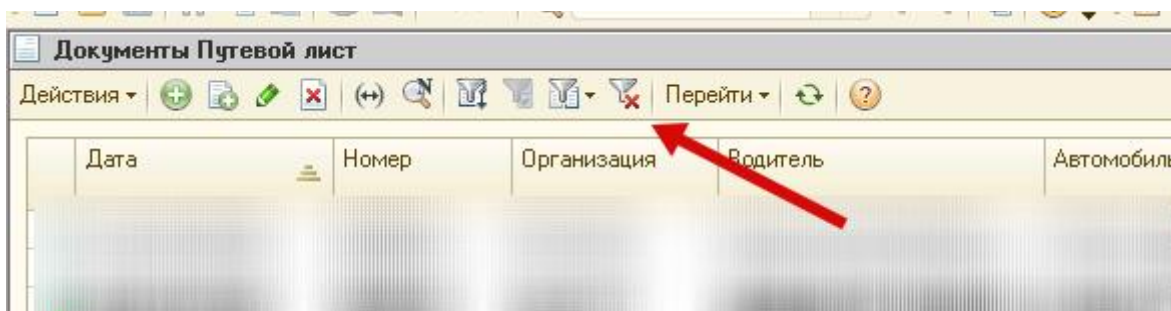 Документы Путевой лист
Действия Перейти
Дата Номер Организация Водитель Автомобиль